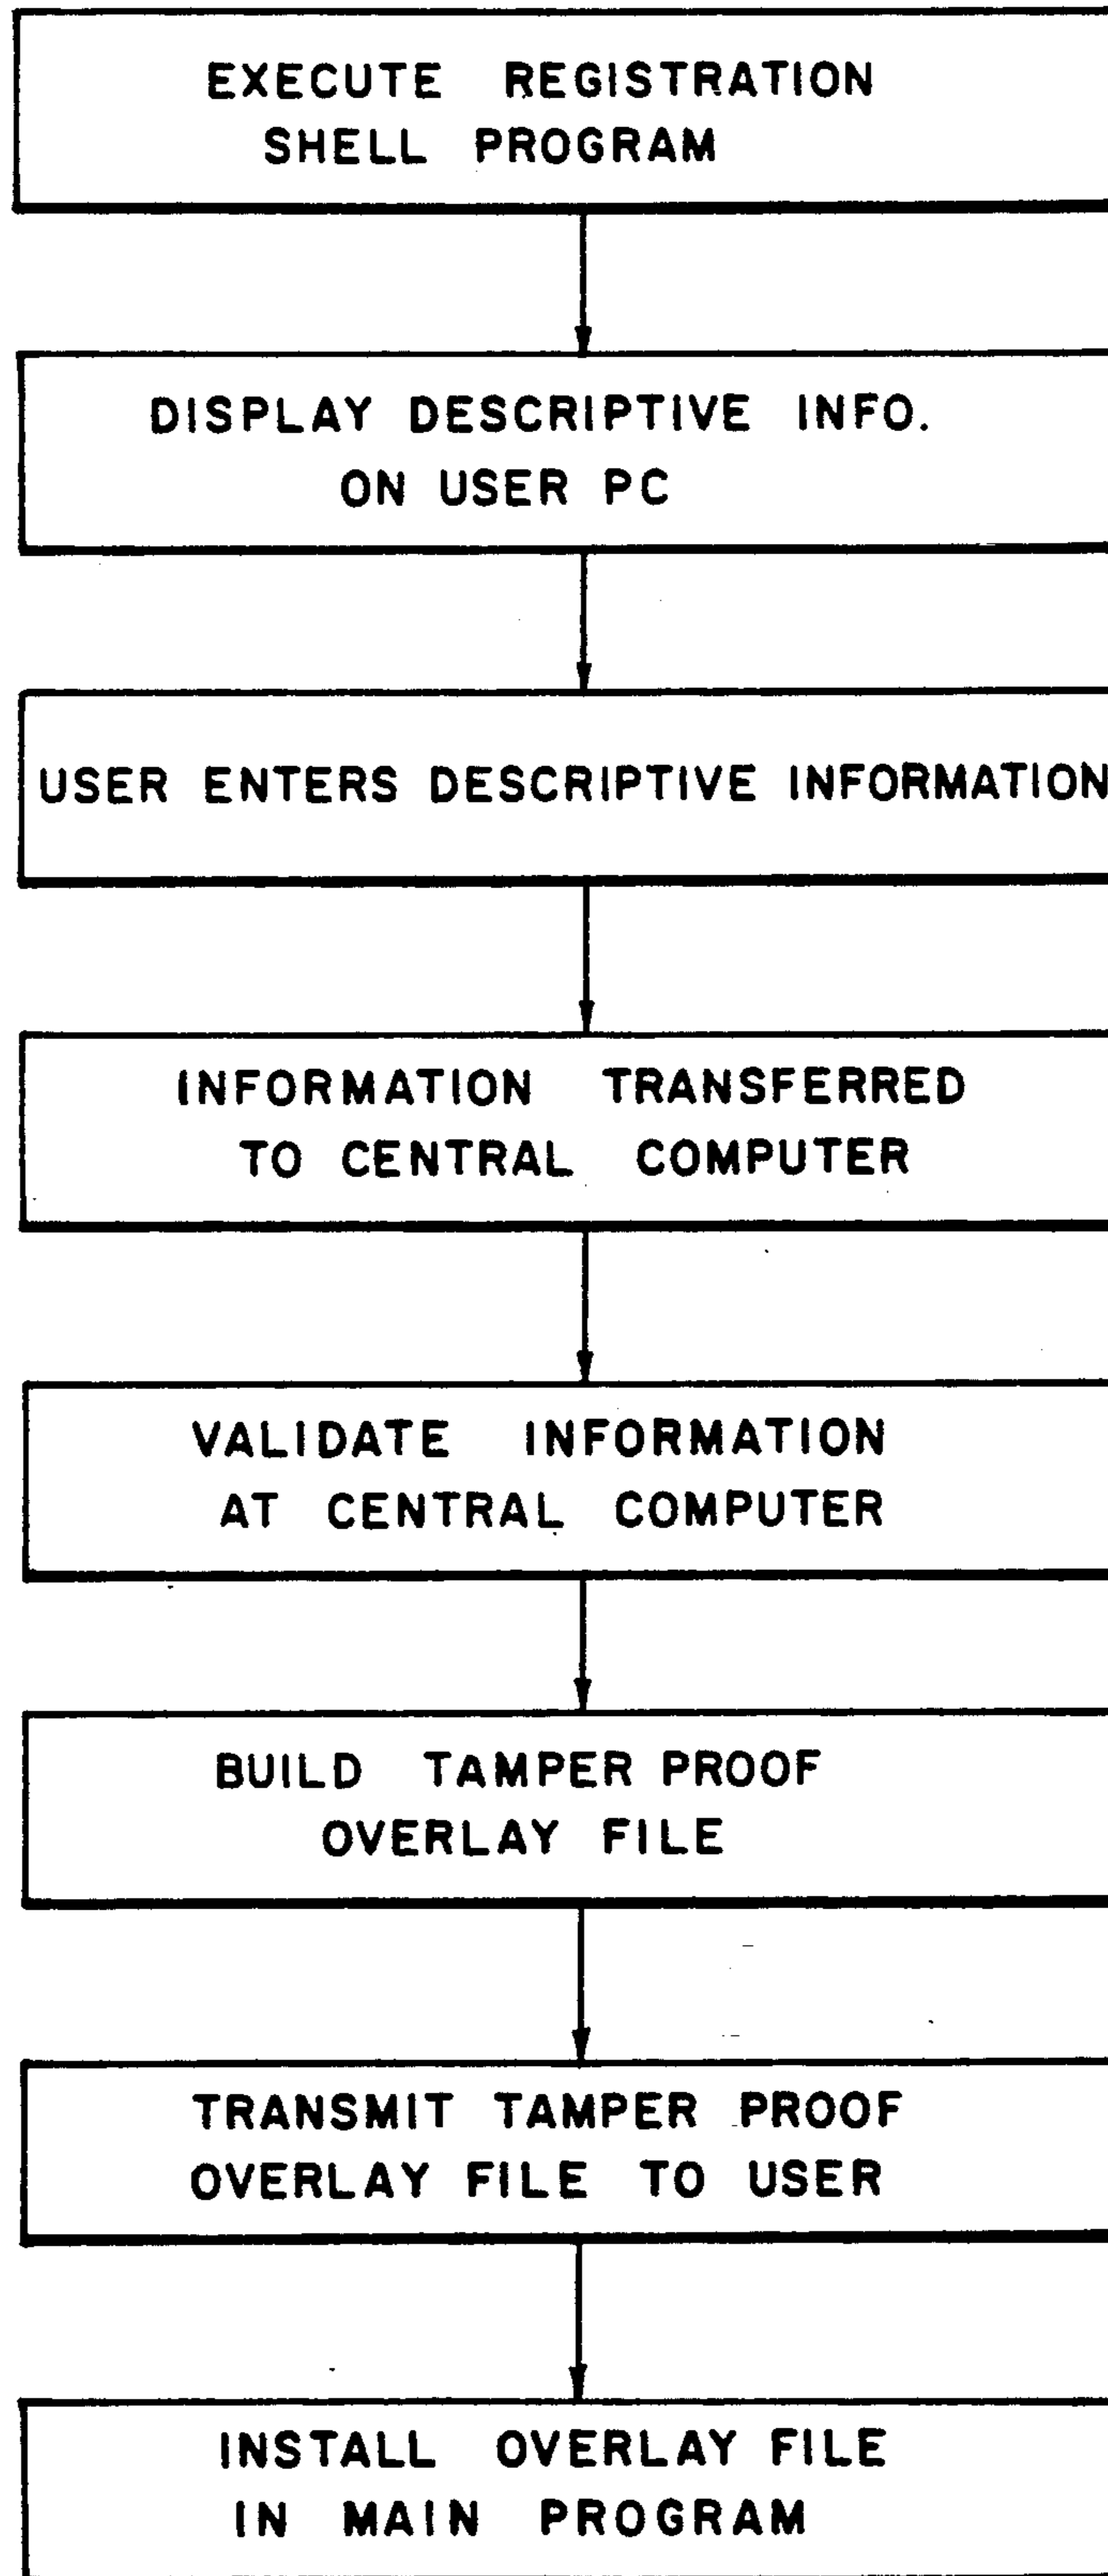 EXECUTE REGISTRATION
SHELL PROGRAM
DISPLAY DESCRIPTIVE INFO.
ON USER PC
USER ENTERS DESCRIPTIVE INFORMATION
INFORMATION TRANSFERRED
TO CENTRAL COMPUTER
VALIDATE INFORMATION
AT CENTRAL COMPUTER
BUILD TAMPER PROOF
OVERLAY FILE
TRANSMIT TAMPER PROOF
OVERLAY FILE TO USER
INSTALL OVERLAY FILE
IN MAIN PROGRAM